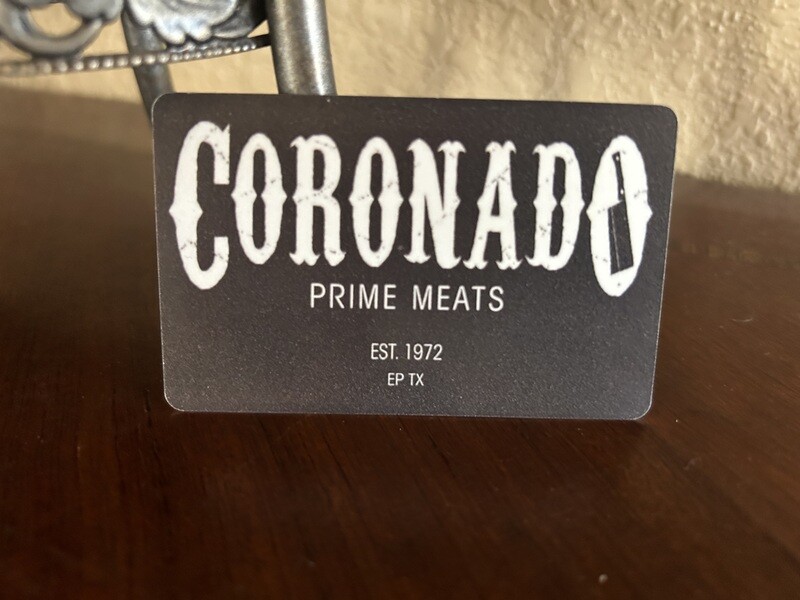 CORONADO
PRIME MEATS
EST. 1972
EP TX